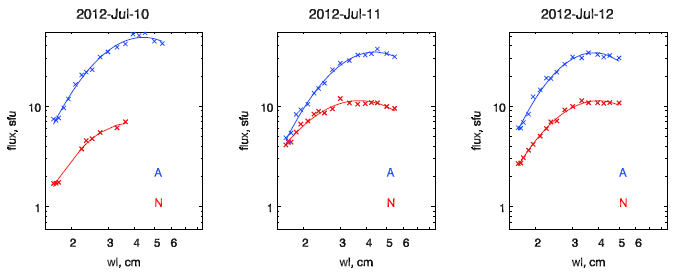 2012-Jul-10 2012-Jul-11 2012-Jul-12
flux, sfu flux, sfu flux, sfu
10 10 10
A A A
N N N
1 1 1
2 3 4 5 6 2 3 4 5 6 2 3 4 5 6
wl, cm wl, cm wl, cm